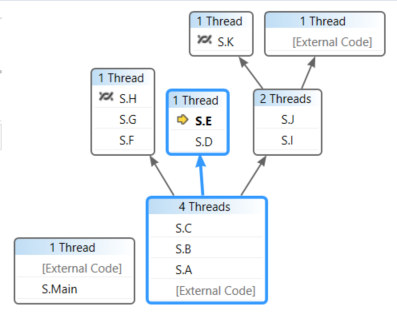 1 Thread
S.K
1 Thread
[External Code]
1 Thread
S.H
S.G
S.F
1 Thread
S.E
S.D
2 Threads
S.J
S.I
4 Threads
S.C
S.B
S.A
[External Code]
1 Thread
[External Code]
S.Main